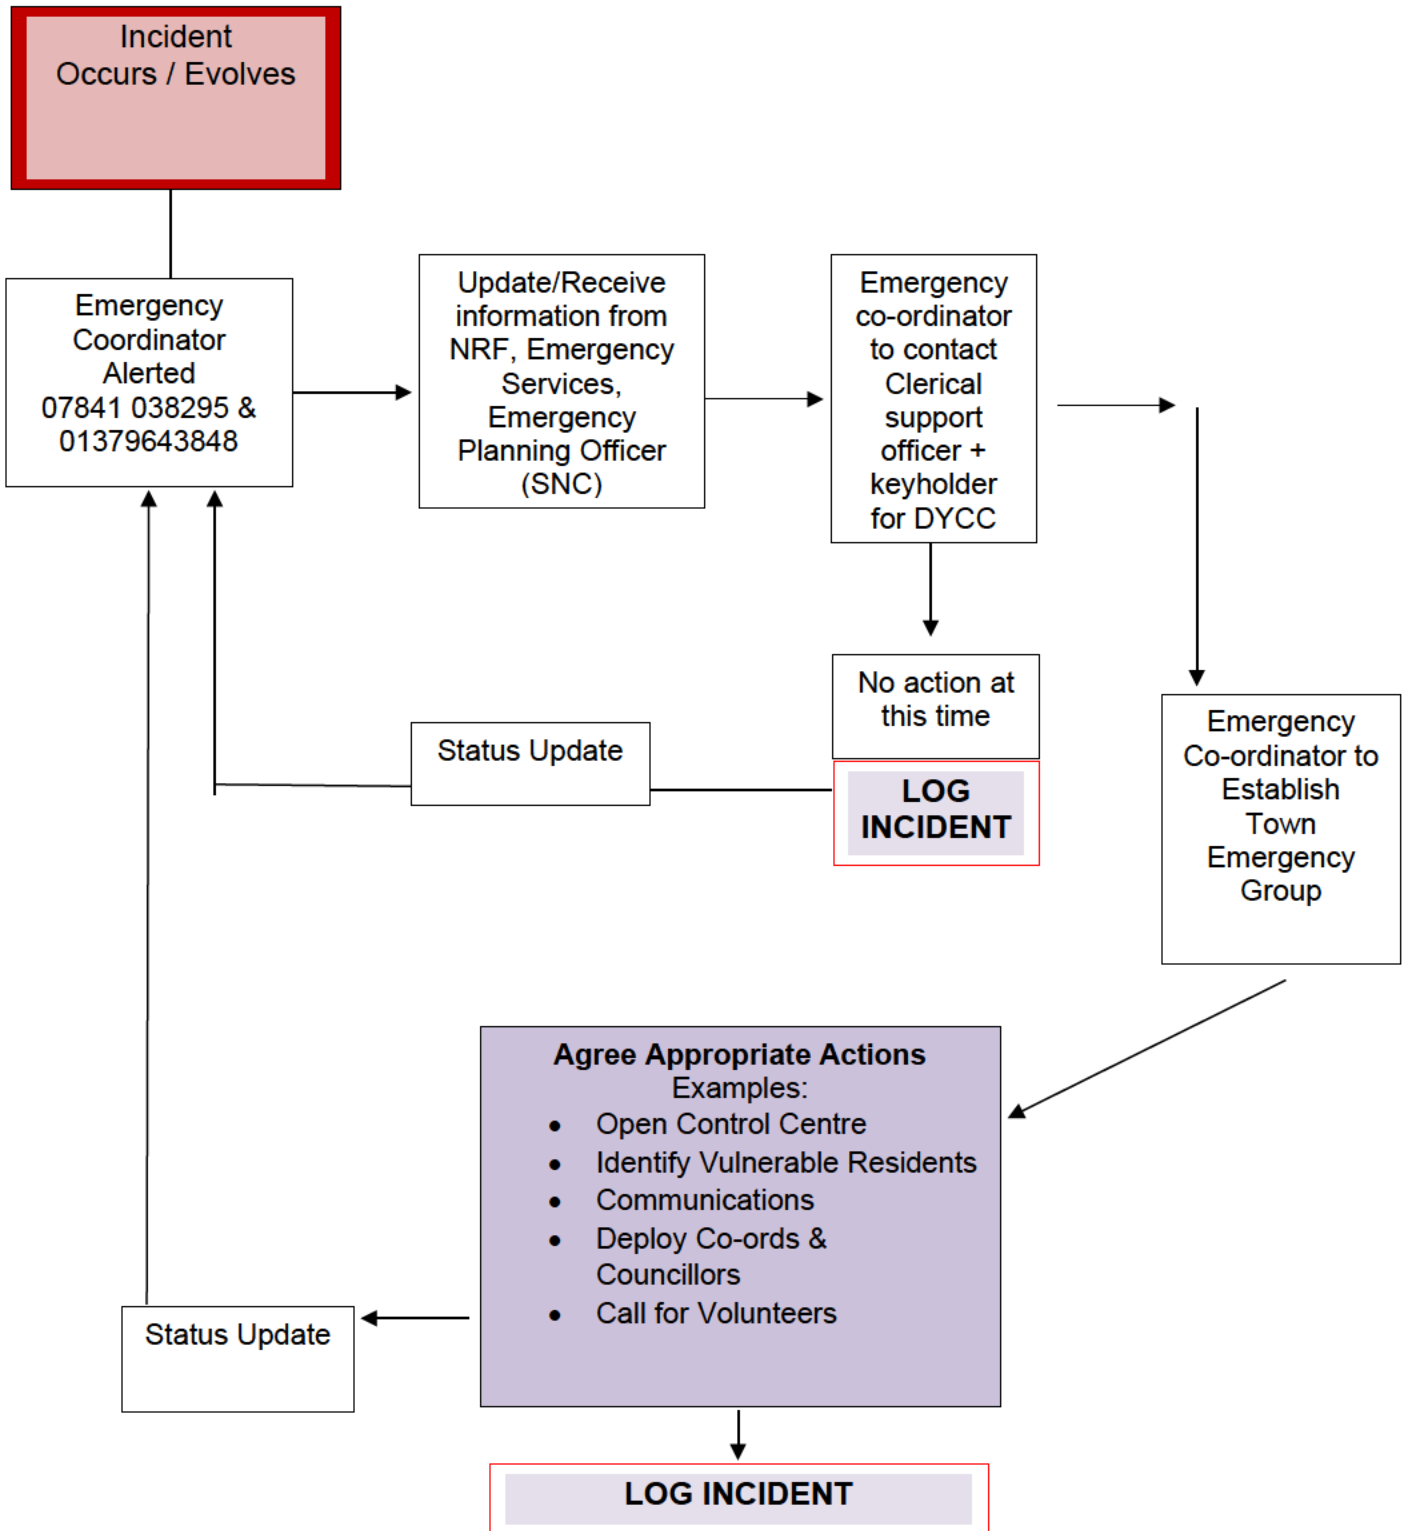 Incident
Occurs / Evolves
Emergency
Coordinator
Alerted
07841 038295 &
01379643848
Update/Receive
information from
NRF, Emergency
Services,
Emergency
Planning Officer
(SNC)
Emergency
co-ordinator
to contact
Clerical
support
officer +
keyholder
for DYCC
No action at
this time
LOG
INCIDENT
Status Update
Emergency
Co-ordinator to
Establish
Town
Emergency
Group
Agree Appropriate Actions
Examples:
• Open Control Centre
• Identify Vulnerable Residents
• Communications
• Deploy Co-ords &
Councillors
• Call for Volunteers
Status Update
LOG INCIDENT